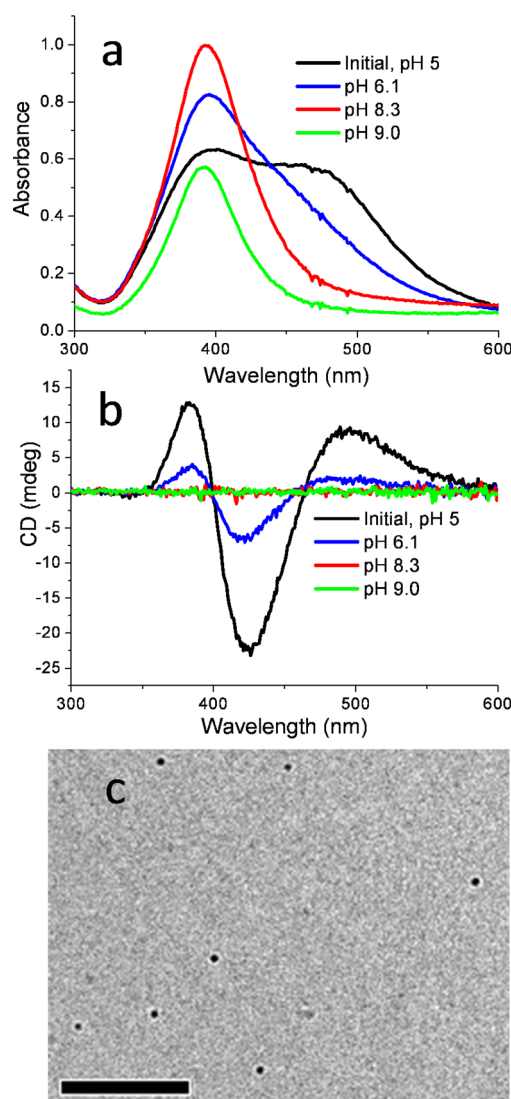 a
Initial, pH 5
pH 6.1
pH 8.3
pH 9.0
Absorbance
1.0
0.8
0.6
0.4
0.2
0.0
300
400
500
600
Wavelength (nm)
b
CD (mdeg)
15
10
5
0
-5
-10
-15
-20
-25
Initial, pH 5
pH 6.1
pH 8.3
pH 9.0
300
400
500
600
Wavelength (nm)
c